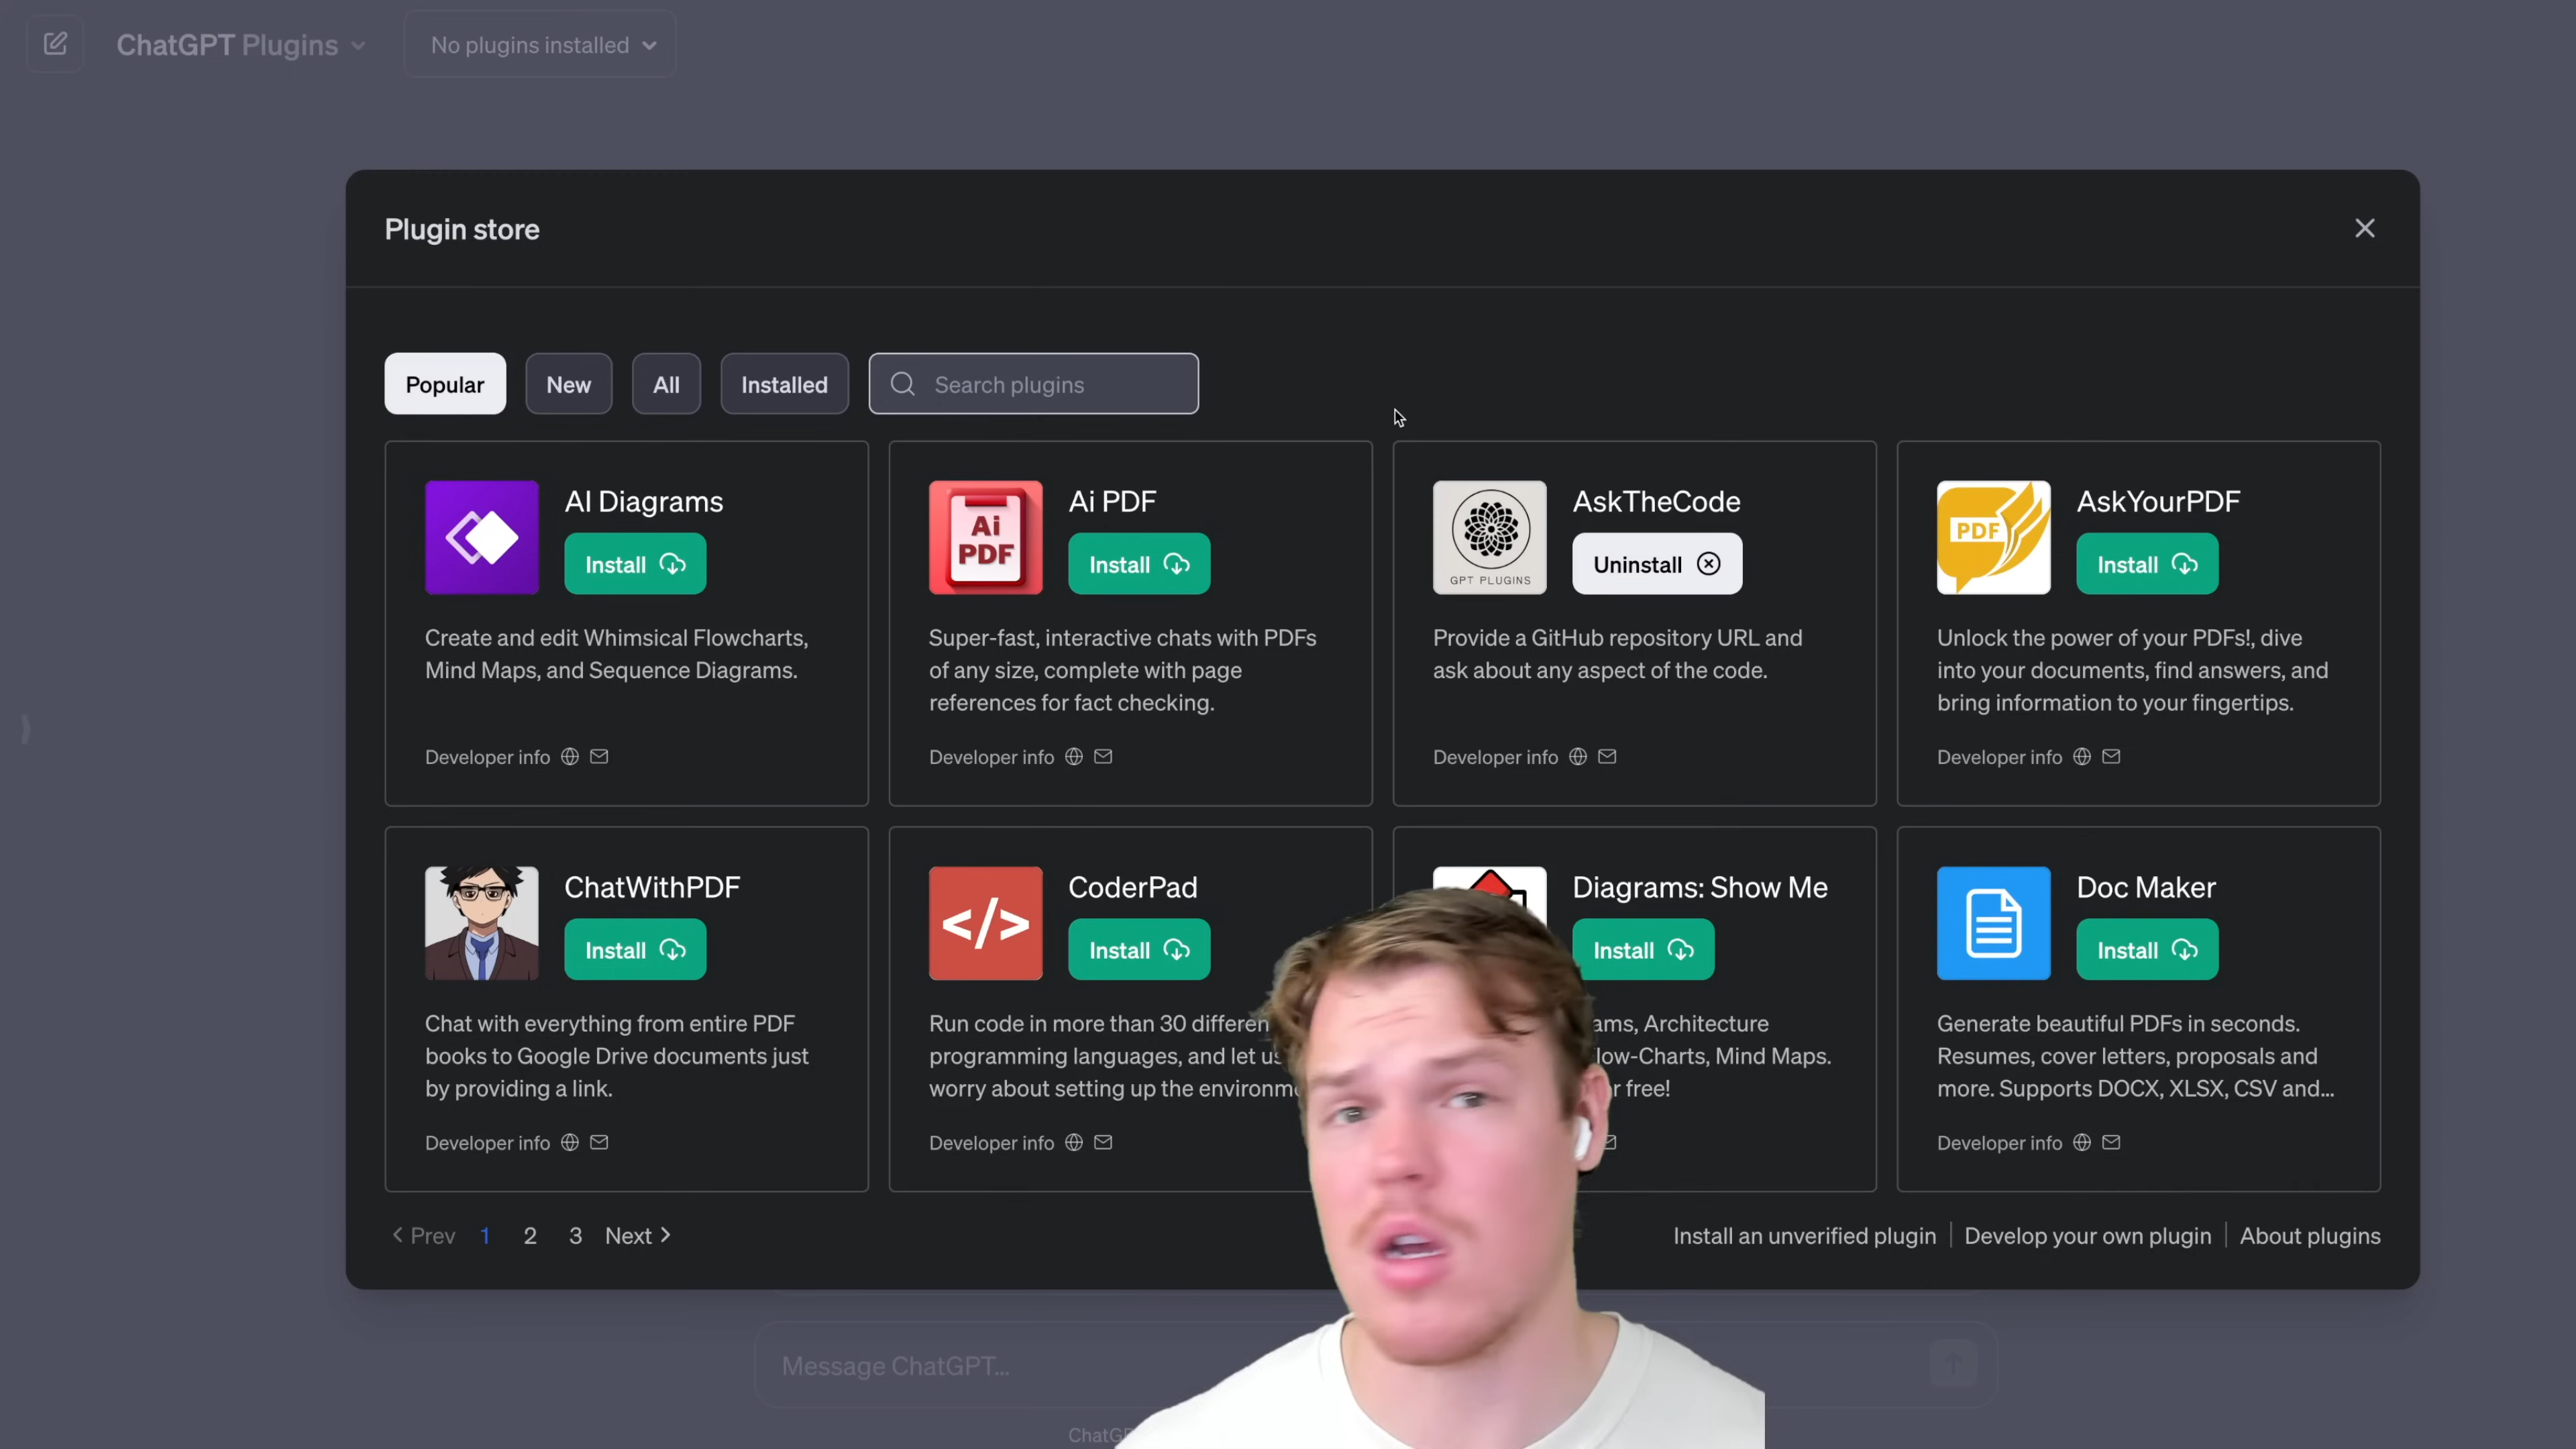 ChatGPT Plugins
No plugins installed
Plugin store
Popular
New
All
Installed
Search plugins
AI Diagrams
Install
Create and edit Whimsical Flowcharts,
Mind Maps, and Sequence Diagrams.
Developer info
Ai
PDF
Ai PDF
Install
Super-fast, interactive chats with PDFs
of any size, complete with page
references for fact checking.
Developer info
GPT PLUGINS
AskTheCode
Uninstall
Provide a GitHub repository URL and
ask about any aspect of the code.
Developer info
PDF
AskYourPDF
Install
Unlock the power of your PDFs!, dive
into your documents, find answers, and
bring information to your fingertips.
Developer info
ChatWithPDF
Install
Chat with everything from entire PDF
books to Google Drive documents just
by providing a link.
Developer info
</>
CoderPad
Install
Run code in more than 30 differen
programming languages, and let us
worry about setting up the environme
Developer info
Diagrams: Show Me
Install
ams, Architecture
low-Charts, Mind Maps.
r free!
Doc Maker
Install
Generate beautiful PDFs in seconds.
Resumes, cover letters, proposals and
more. Supports DOCX, XLSX, CSV and...
Developer info
Prev 1 2 3 Next
Install an unverified plugin
Develop your own plugin
About plugins
Message ChatGPT...